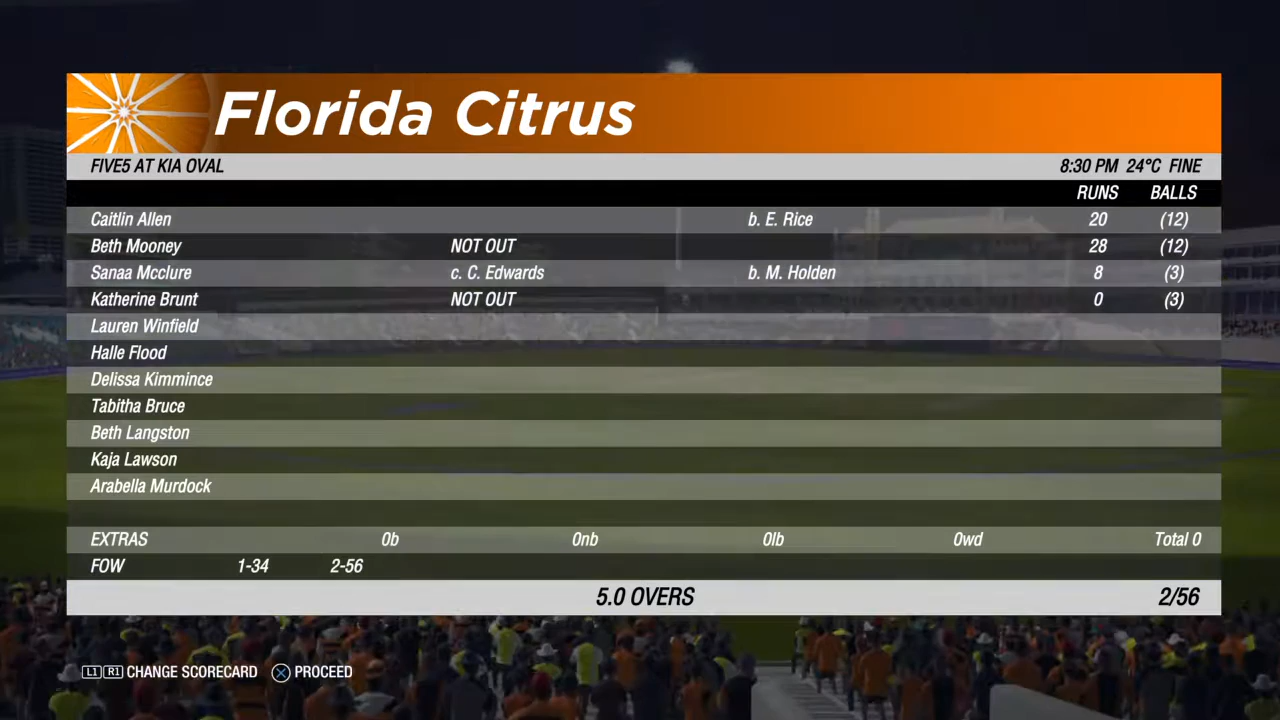 Florida Citrus
FIVE5 AT KIA OVAL 8:30 PM 24°C FINE
RUNS BALLS
Caitlin Allen b. E. Rice 20 (12)
Beth Mooney NOT OUT 28 (12)
Sanaa Mcclure c. C. Edwards b. M. Holden 8 (3)
Katherine Brunt NOT OUT 0 (3)
Lauren Winfield
Halle Flood
Delissa Kimmince
Tabitha Bruce
Beth Langston
Kaja Lawson
Arabella Murdock
EXTRAS 0b 0nb 0lb 0wd Total 0
FOW 1-34 2-56
5.0 OVERS 2/56
L1 R1 CHANGE SCORECARD PROCEED